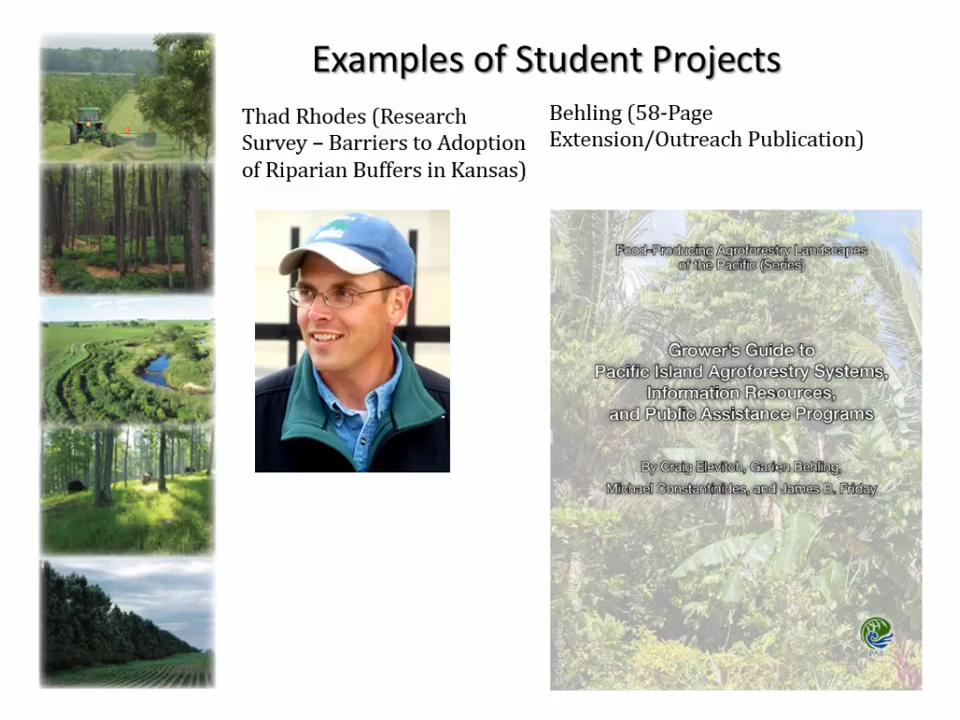 Examples of Student Projects
Thad Rhodes (Research
Survey – Barriers to Adoption
of Riparian Buffers in Kansas)
Behling (58-Page
Extension/Outreach Publication)
Food-Producing Agroforestry Landscapes
of the Pacific (Series)
Grower's Guide to
Pacific Island Agroforestry Systems,
Information Resources,
and Public Assistance Programs
By Craig Elevitch, Garien Behling,
Michael Constantinides, and James B. Friday
PAR